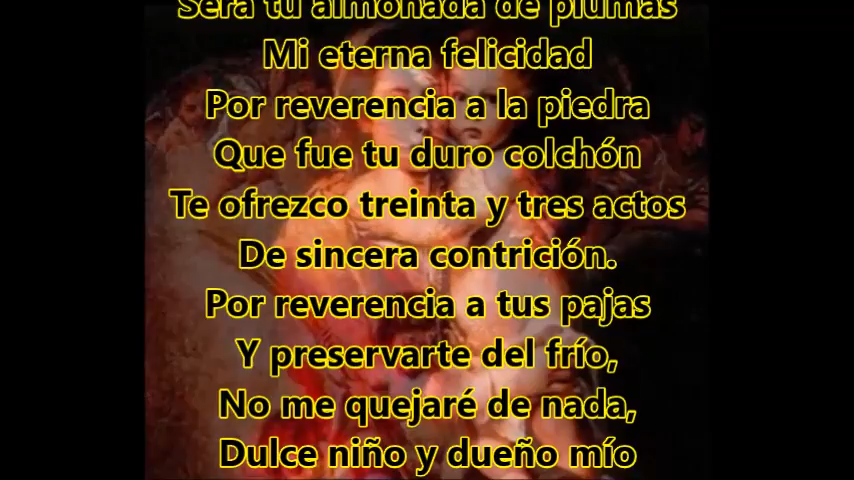 Será tu almohada de plumas
Mi eterna felicidad
Por reverencia a la piedra
Que fue tu duro colchón
Te ofrezco treinta y tres actos
De sincera contrición.
Por reverencia a tus pajas
Y preservarte del frío,
No me quejaré de nada,
Dulce niño y dueño mío